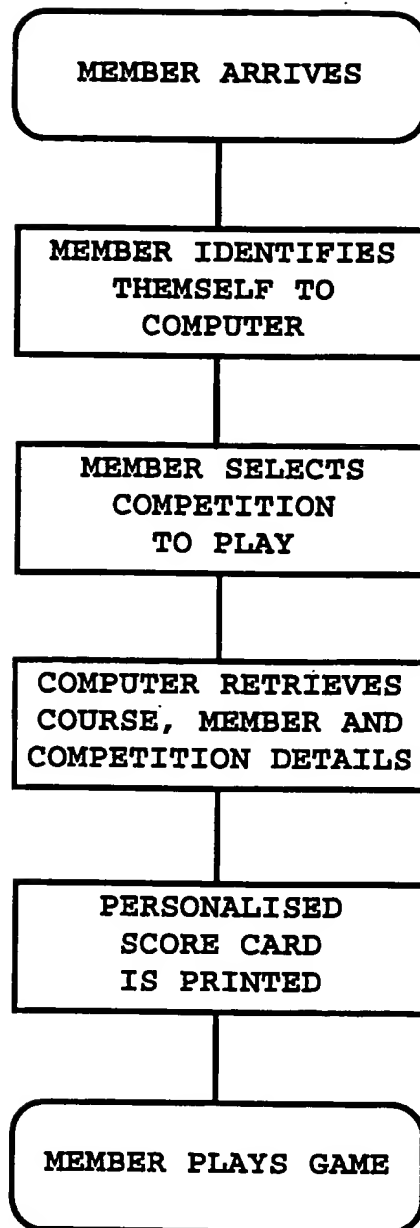 MEMBER ARRIVES
MEMBER IDENTIFIES
THEMSELF TO
COMPUTER
MEMBER SELECTS
COMPETITION
TO PLAY
COMPUTER RETRIEVES
COURSE, MEMBER AND
COMPETITION DETAILS
PERSONALISED
SCORE CARD
IS PRINTED
MEMBER PLAYS GAME